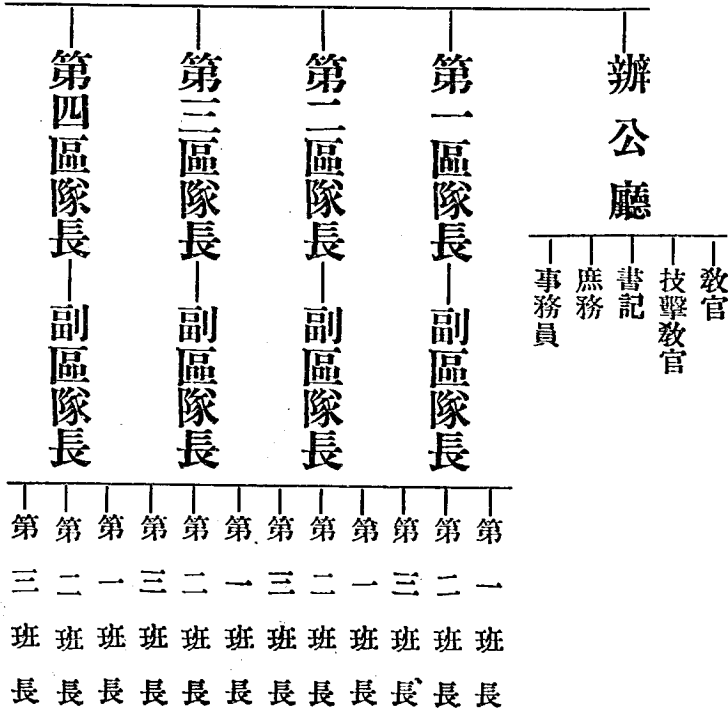 辦公廳
教官
技擊教官
書記
庶務
事務員
第一區隊長
副區隊長
第一班長
第二班長
第三班長
第二區隊長
副區隊長
第一班長
第二班長
第三班長
第三區隊長
副區隊長
第一班長
第二班長
第三班長
第四區隊長
副區隊長
第一班長
第二班長
第三班長